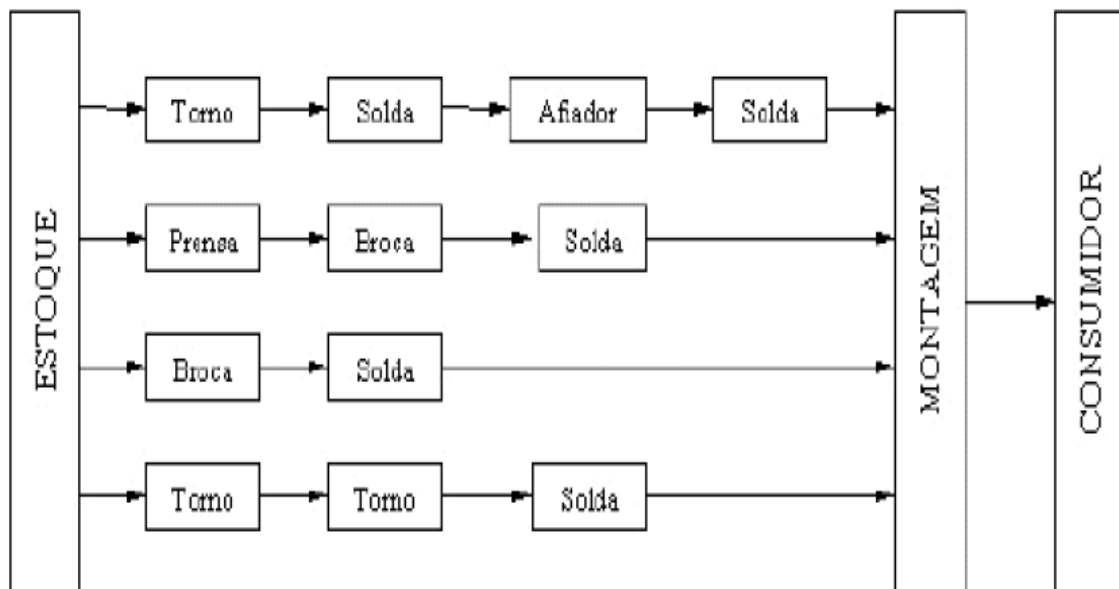 ESTOQUE
Torno
Solda
Afiador
Solda
Prensa
Broca
Solda
Broca
Solda
Torno
Torno
Solda
MONTAGEM
CONSUMIDOR